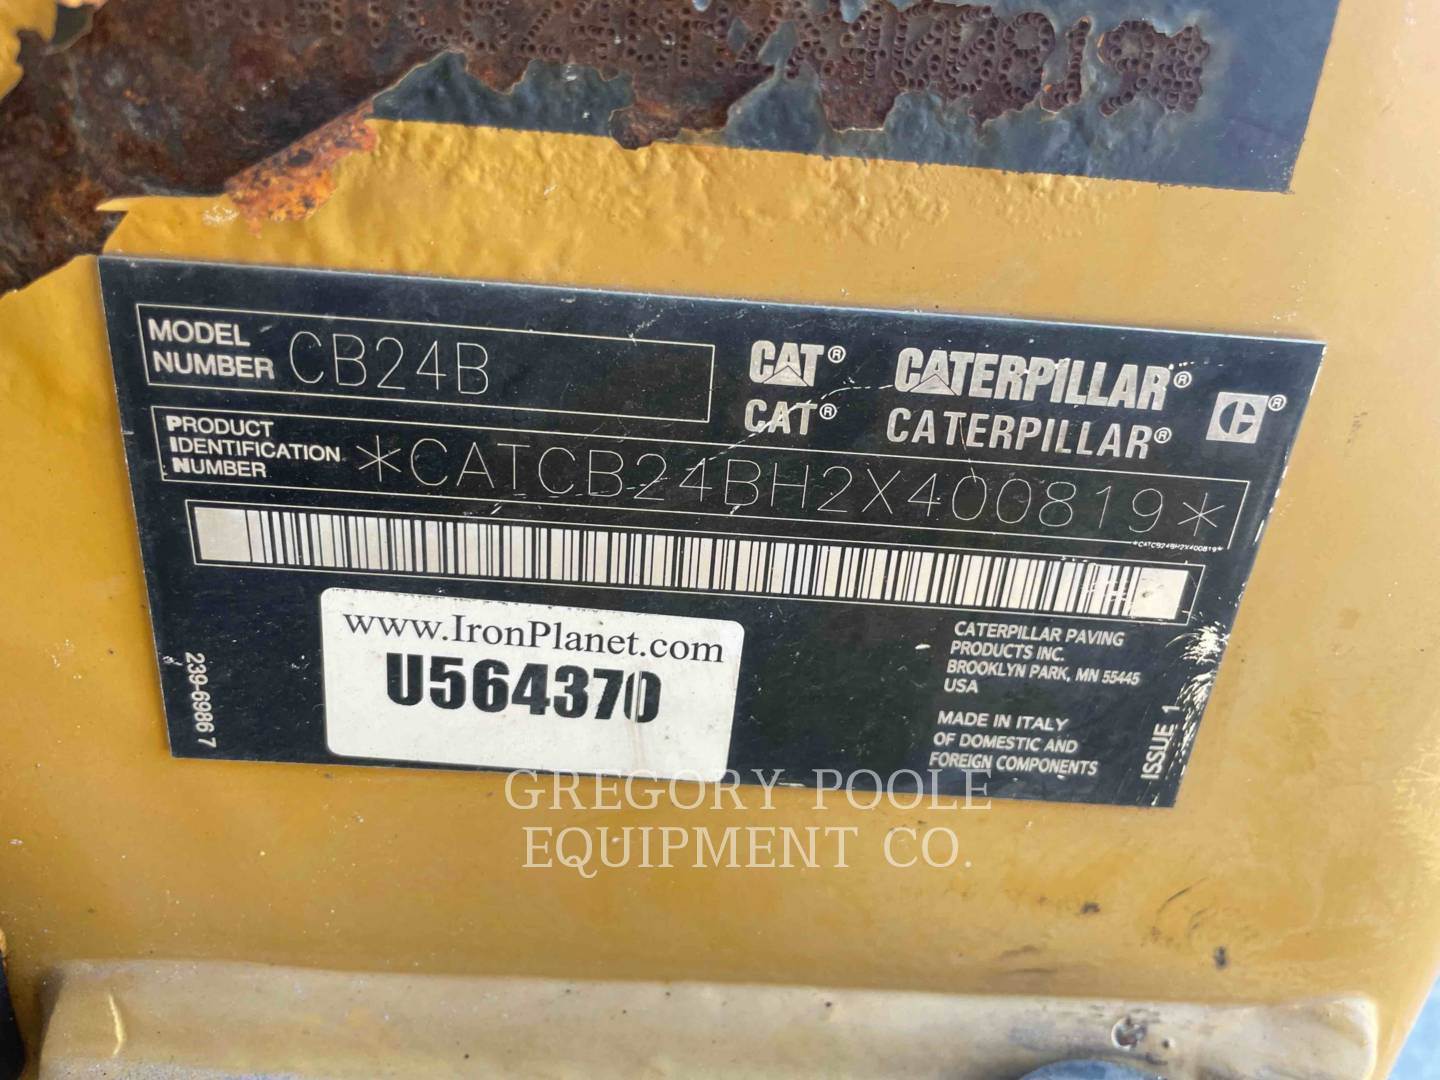 MODEL
NUMBER CB24B
CAT® CATERPILLAR®
CAT® CATERPILLAR®
PRODUCT
IDENTIFICATION
NUMBER *CATCB24BH2X400819*
*CATCB24BH2X400819*
www.IronPlanet.com
U564370
CATERPILLAR PAVING
PRODUCTS INC.
BROOKLYN PARK, MN 55445
USA
MADE IN ITALY
OF DOMESTIC AND
FOREIGN COMPONENTS
239-6986 7
ISSUE 1
GREGORY POOLE
EQUIPMENT CO.